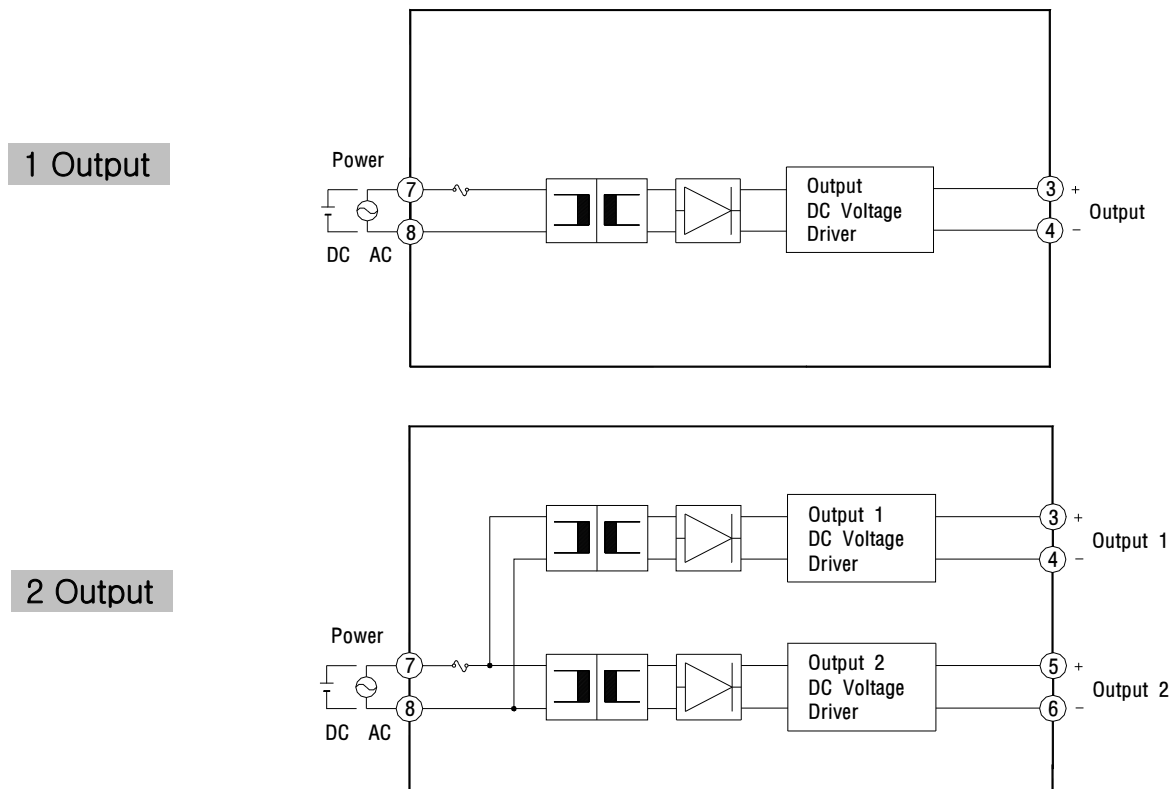 1 Output
Power
7
8
DC AC
Output
DC Voltage
Driver
3 +
4 −
Output
2 Output
Power
7
8
DC AC
Output 1
DC Voltage
Driver
3 +
4 −
Output 1
Output 2
DC Voltage
Driver
5 +
6 −
Output 2